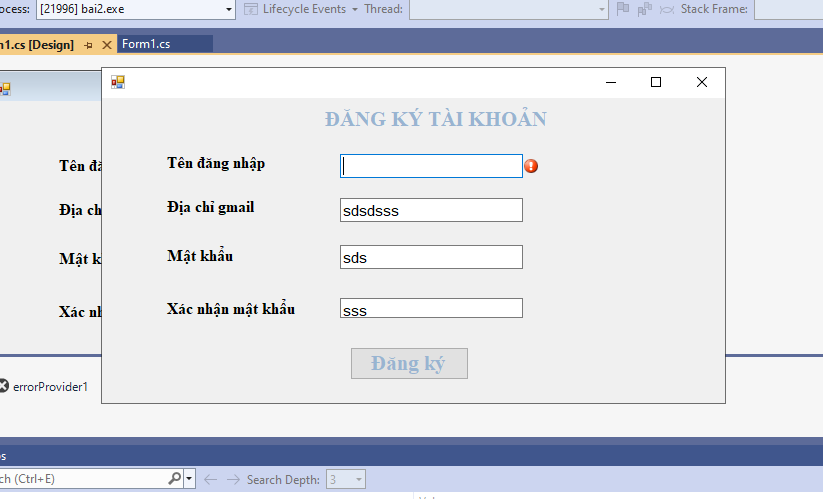 ocess: [21996] bai2.exe Lifecycle Events Thread: Stack Frame:
n1.cs [Design] Form1.cs
ĐĂNG KÝ TÀI KHOẢN
Tên đă
Tên đăng nhập
Địa ch
Địa chỉ gmail sdsdsss
Mật k
Mật khẩu sds
Xác nh
Xác nhận mật khẩu sss
Đăng ký
errorProvider1
os
ch (Ctrl+E) Search Depth: 3